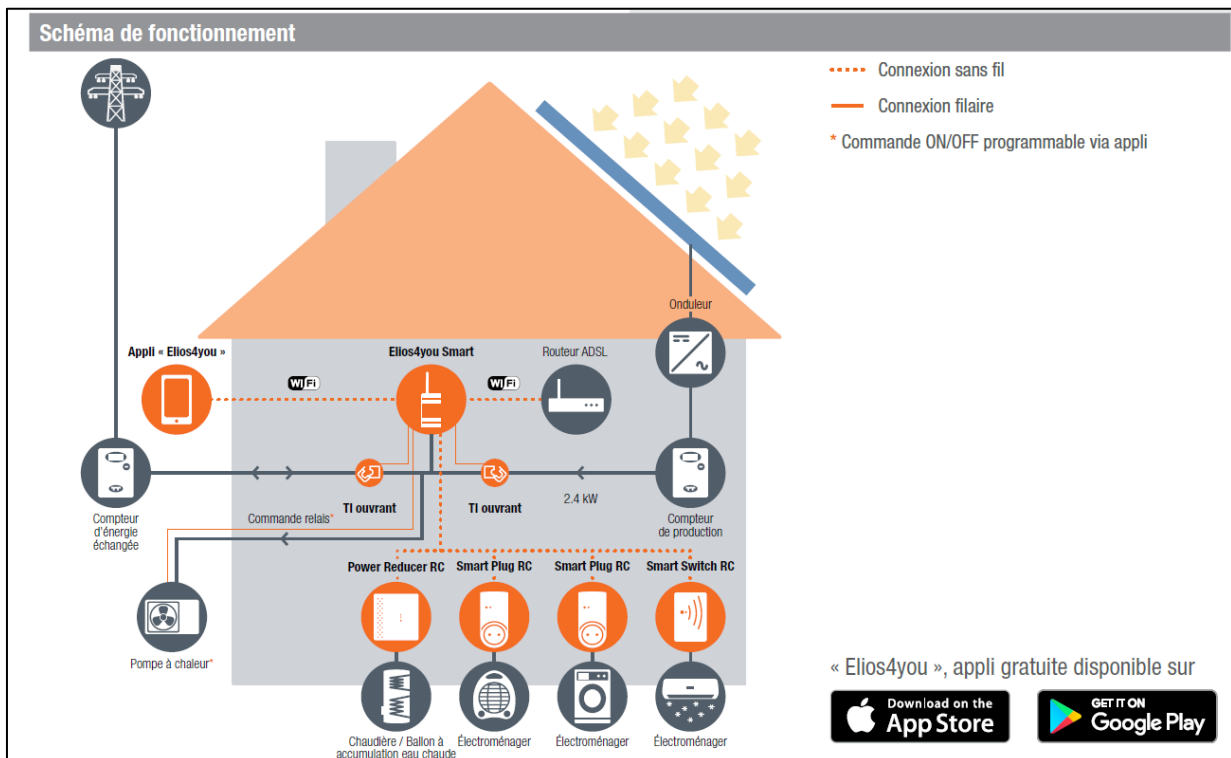 Schéma de fonctionnement
Connexion sans fil
Connexion filaire
* Commande ON/OFF programmable via appli
Onduleur
Appli « Elios4you »
Elios4you Smart
Routeur ADSL
WiFi
WiFi
TI ouvrant
TI ouvrant
2.4 kW
Compteur
d'énergie
échangée
Commande relais*
Compteur
de production
Power Reducer RC
Smart Plug RC
Smart Plug RC
Smart Switch RC
Pompe à chaleur*
Chaudière / Ballon à
accumulation eau chaude
Électroménager
Électroménager
Électroménager
« Elios4you », appli gratuite disponible sur
Download on the
App Store
GET IT ON
Google Play